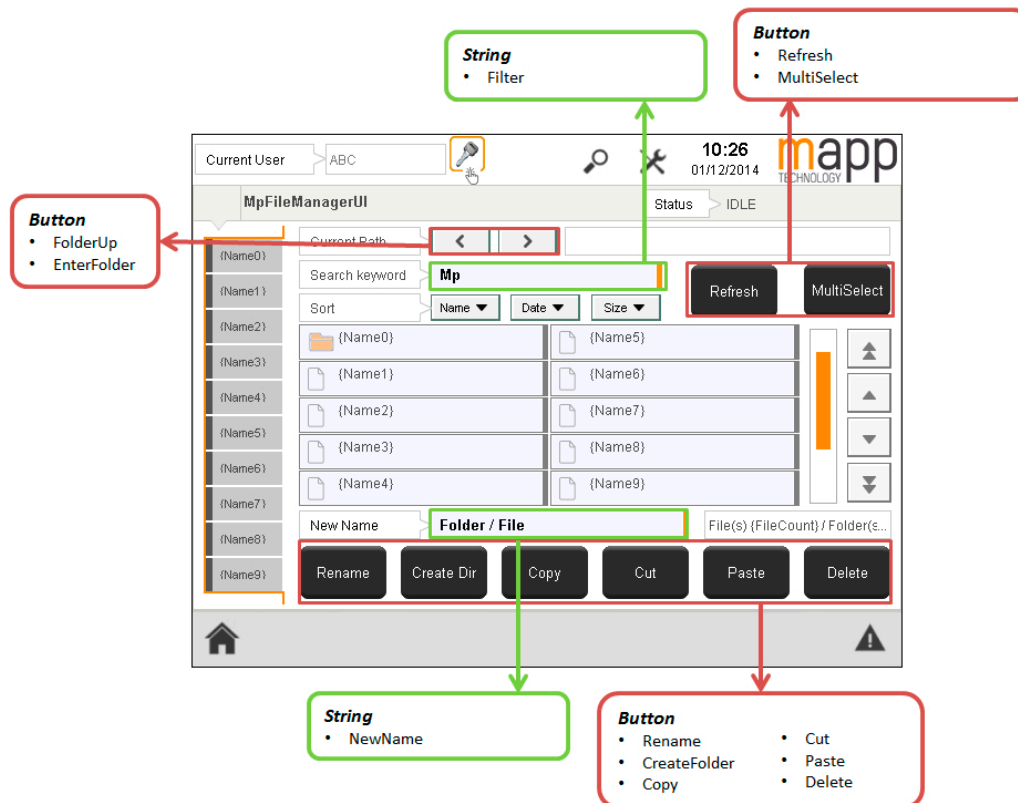 Button
• Refresh
• MultiSelect
String
• Filter
Current User
ABC
10:26
01/12/2014
mapp
TECHNOLOGY
MpFileManagerUI
Status
IDLE
Button
• FolderUp
• EnterFolder
Current Path
<
>
Search keyword
Mp
Refresh
MultiSelect
Sort
Name ▼
Date ▼
Size ▼
{Name0}
{Name1}
{Name2}
{Name3}
{Name4}
{Name5}
{Name6}
{Name7}
{Name8}
{Name9}
{Name0}
{Name5}
{Name1}
{Name6}
{Name2}
{Name7}
{Name3}
{Name8}
{Name4}
{Name9}
New Name
Folder / File
File(s) {FileCount} / Folder(s...
Rename
Create Dir
Copy
Cut
Paste
Delete
String
• NewName
Button
• Rename
• CreateFolder
• Copy
• Cut
• Paste
• Delete